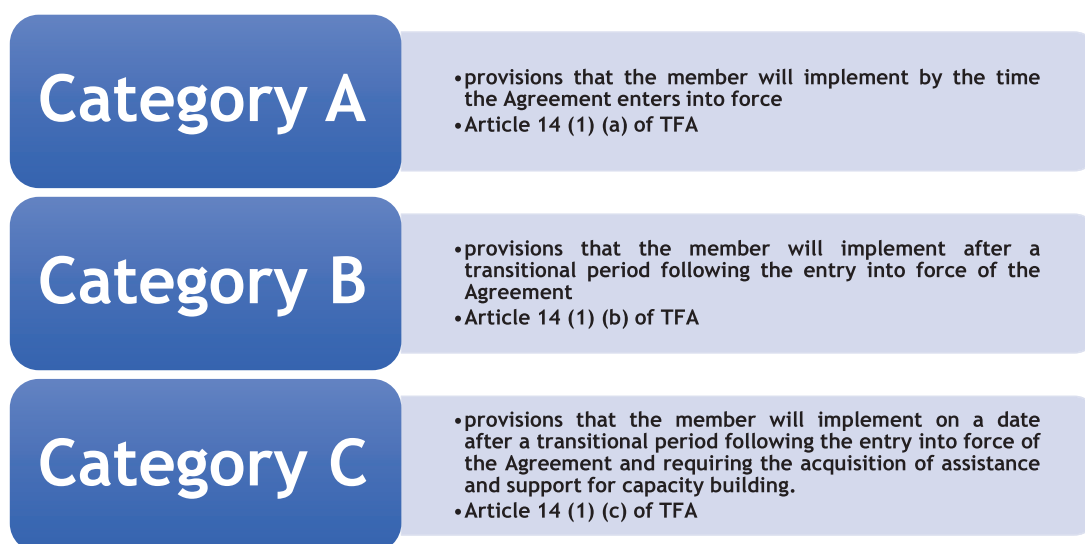 Category A
•provisions that the member will implement by the time
the Agreement enters into force
•Article 14 (1) (a) of TFA
Category B
•provisions that the member will implement after a
transitional period following the entry into force of the
Agreement
•Article 14 (1) (b) of TFA
Category C
•provisions that the member will implement on a date
after a transitional period following the entry into force of
the Agreement and requiring the acquisition of assistance
and support for capacity building.
•Article 14 (1) (c) of TFA